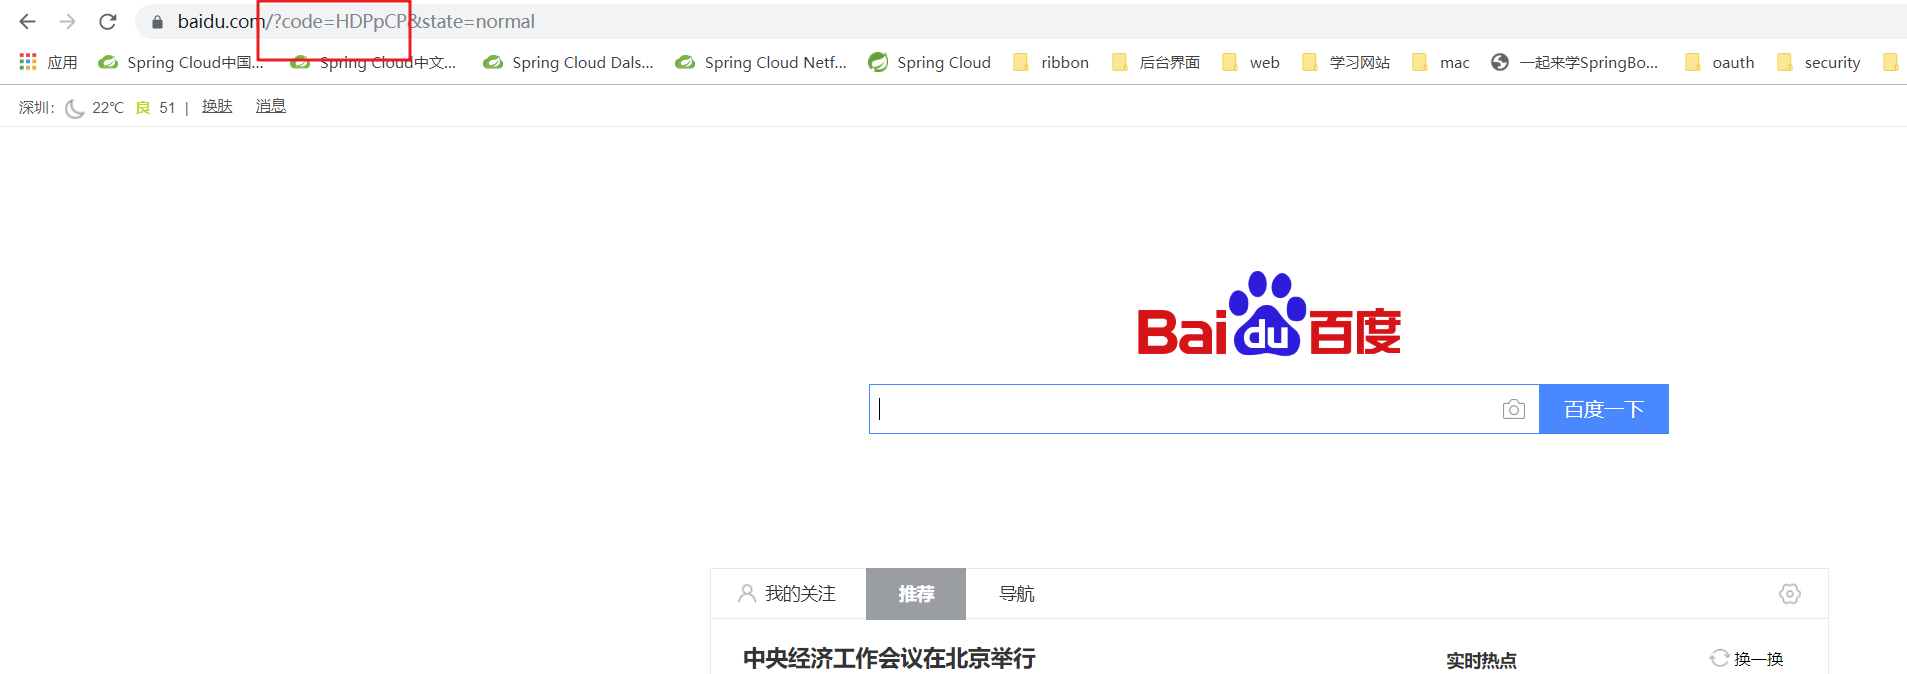 baidu.com/?code=HDPpCP&state=normal
应用 Spring Cloud中国... Spring Cloud中文... Spring Cloud Dals... Spring Cloud Netf... Spring Cloud ribbon 后台界面 web 学习网站 mac 一起来学SpringBo... oauth security
深圳： 22℃ 良 51 | 换肤 消息
Bai du 百度
百度一下
我的关注 推荐 导航
中央经济工作会议在北京举行 实时热点 换一换